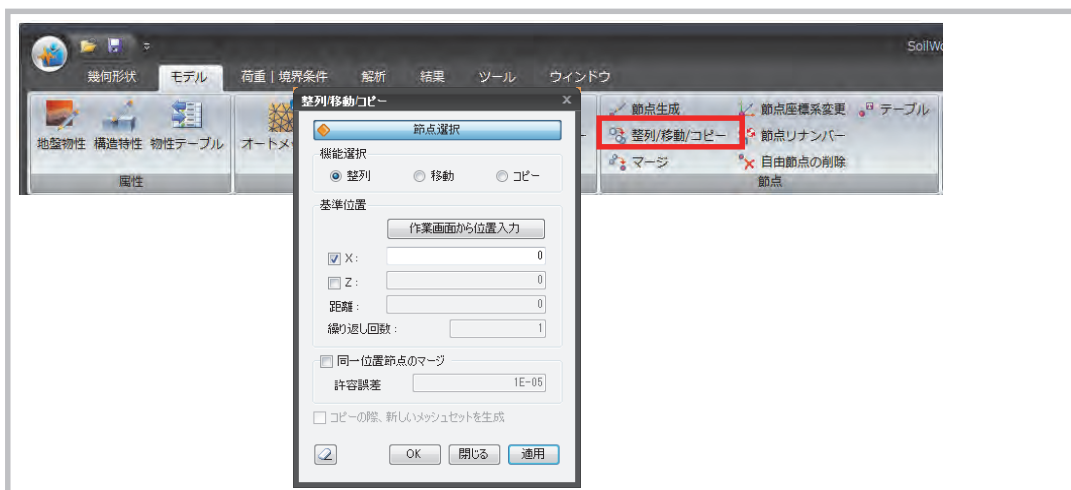 SoilWo
幾何形状 モデル 荷重 | 境界条件 解析 結果 ツール ウィンドウ
地盤物性 構造特性 物性テーブル
オートメッ
属性
節点生成 節点座標系変更 テーブル
整列/移動/コピー 節点リナンバー
マージ 自由節点の削除
節点
整列/移動/コピー X
節点選択
機能選択
整列 移動 コピー
基準位置
作業画面から位置入力
X : 0
Z : 0
距離 : 0
繰り返し回数 : 1
同一位置節点のマージ
許容誤差 1E-05
コピーの際、新しいメッシュセットを生成
OK 閉じる 適用